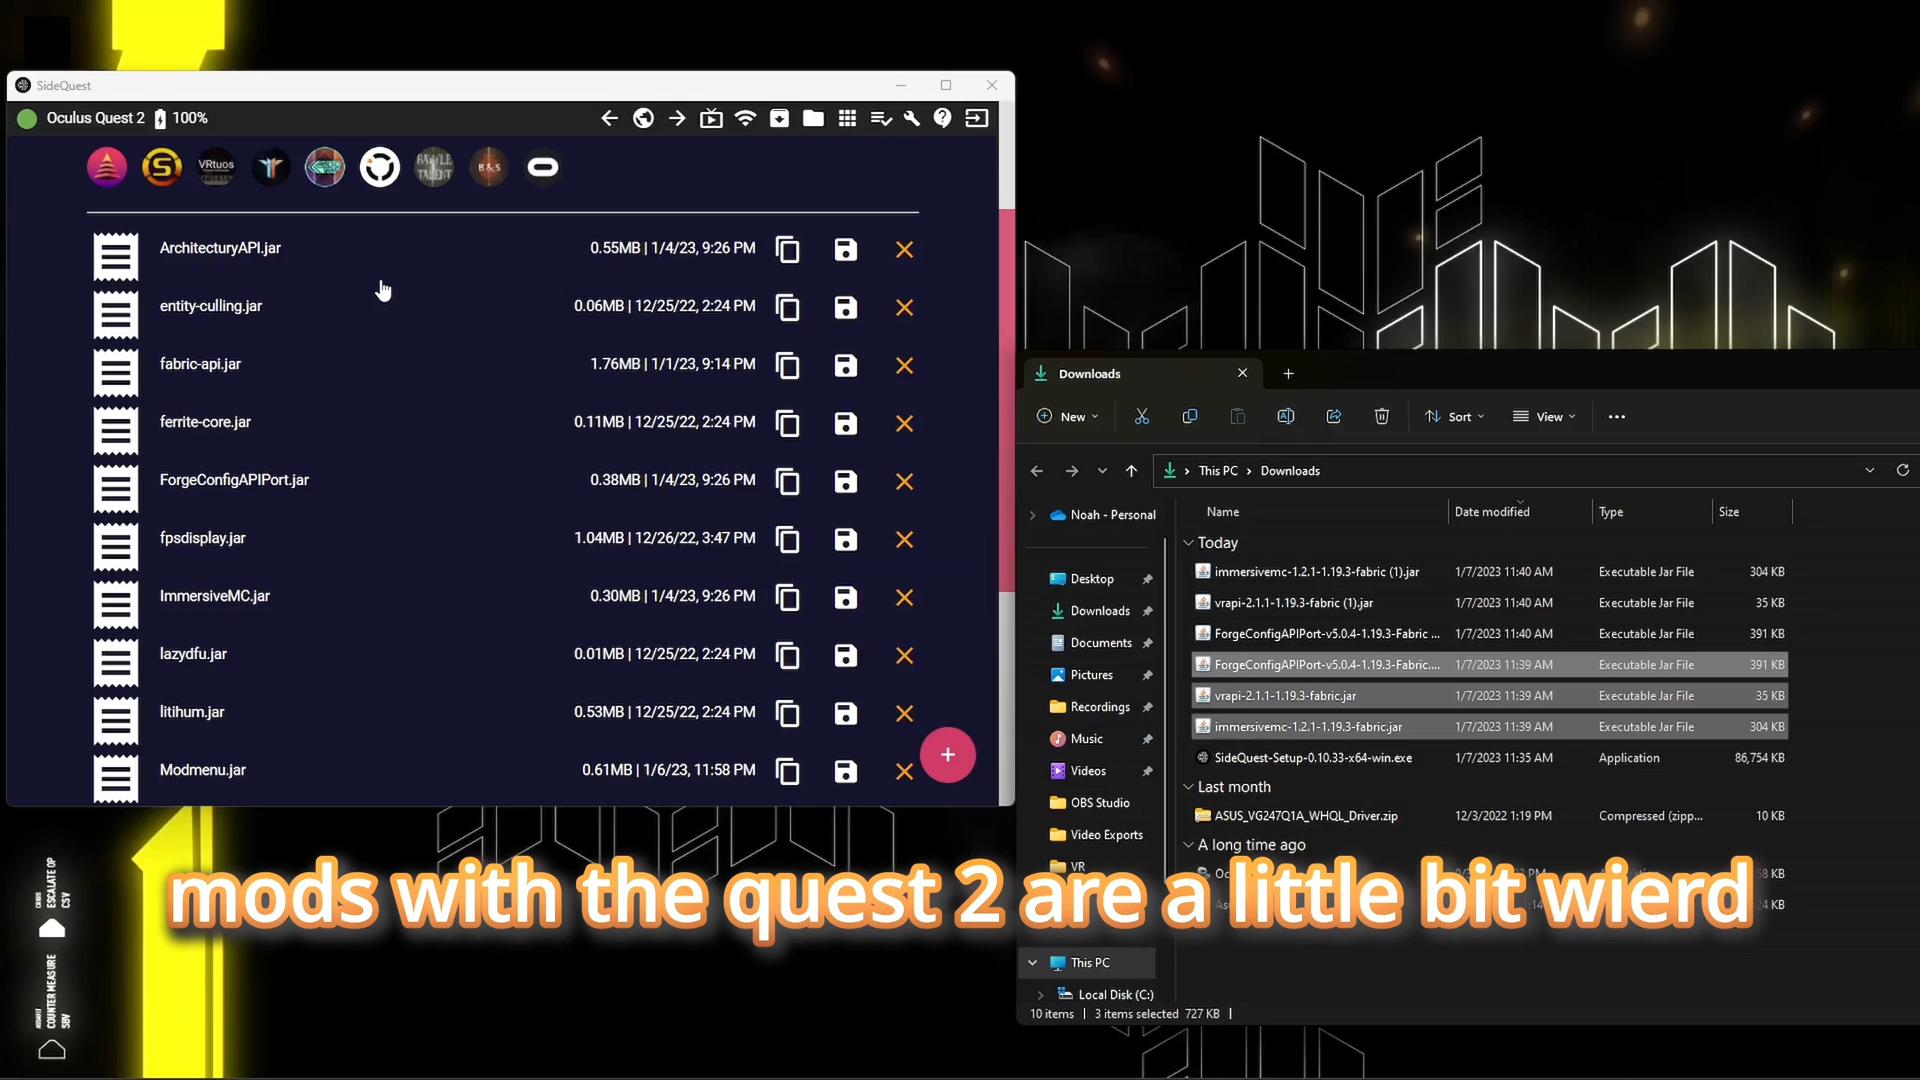 SideQuest
Oculus Quest 2 100%
VRtuos
BATTLE TALENT
B&S
ArchitecturyAPI.jar 0.55MB | 1/4/23, 9:26 PM
entity-culling.jar 0.06MB | 12/25/22, 2:24 PM
fabric-api.jar 1.76MB | 1/1/23, 9:14 PM
ferrite-core.jar 0.11MB | 12/25/22, 2:24 PM
ForgeConfigAPIPort.jar 0.38MB | 1/4/23, 9:26 PM
fpsdisplay.jar 1.04MB | 12/26/22, 3:47 PM
ImmersiveMC.jar 0.30MB | 1/4/23, 9:26 PM
lazydfu.jar 0.01MB | 12/25/22, 2:24 PM
litihum.jar 0.53MB | 12/25/22, 2:24 PM
Modmenu.jar 0.61MB | 1/6/23, 11:58 PM
Downloads
New Sort View
This PC > Downloads
Noah - Personal
Desktop
Downloads
Documents
Pictures
Recordings
Music
Videos
OBS Studio
Video Exports
VR
This PC
Local Disk (C:)
Name Date modified Type Size
Today
immersivemc-1.2.1-1.19.3-fabric (1).jar 1/7/2023 11:40 AM Executable Jar File 304 KB
vrapi-2.1.1-1.19.3-fabric (1).jar 1/7/2023 11:40 AM Executable Jar File 35 KB
ForgeConfigAPIPort-v5.0.4-1.19.3-Fabric ... 1/7/2023 11:40 AM Executable Jar File 391 KB
ForgeConfigAPIPort-v5.0.4-1.19.3-Fabric.... 1/7/2023 11:39 AM Executable Jar File 391 KB
vrapi-2.1.1-1.19.3-fabric.jar 1/7/2023 11:39 AM Executable Jar File 35 KB
immersivemc-1.2.1-1.19.3-fabric.jar 1/7/2023 11:39 AM Executable Jar File 304 KB
SideQuest-Setup-0.10.33-x64-win.exe 1/7/2023 11:35 AM Application 86,754 KB
Last month
ASUS_VG247Q1A_WHQL_Driver.zip 12/3/2022 1:19 PM Compressed (zipp... 10 KB
A long time ago
10 items | 3 items selected 727 KB |
mods with the quest 2 are a little bit wierd
ESCALATE OP
CSV
COUNTER MEASURE
SBV